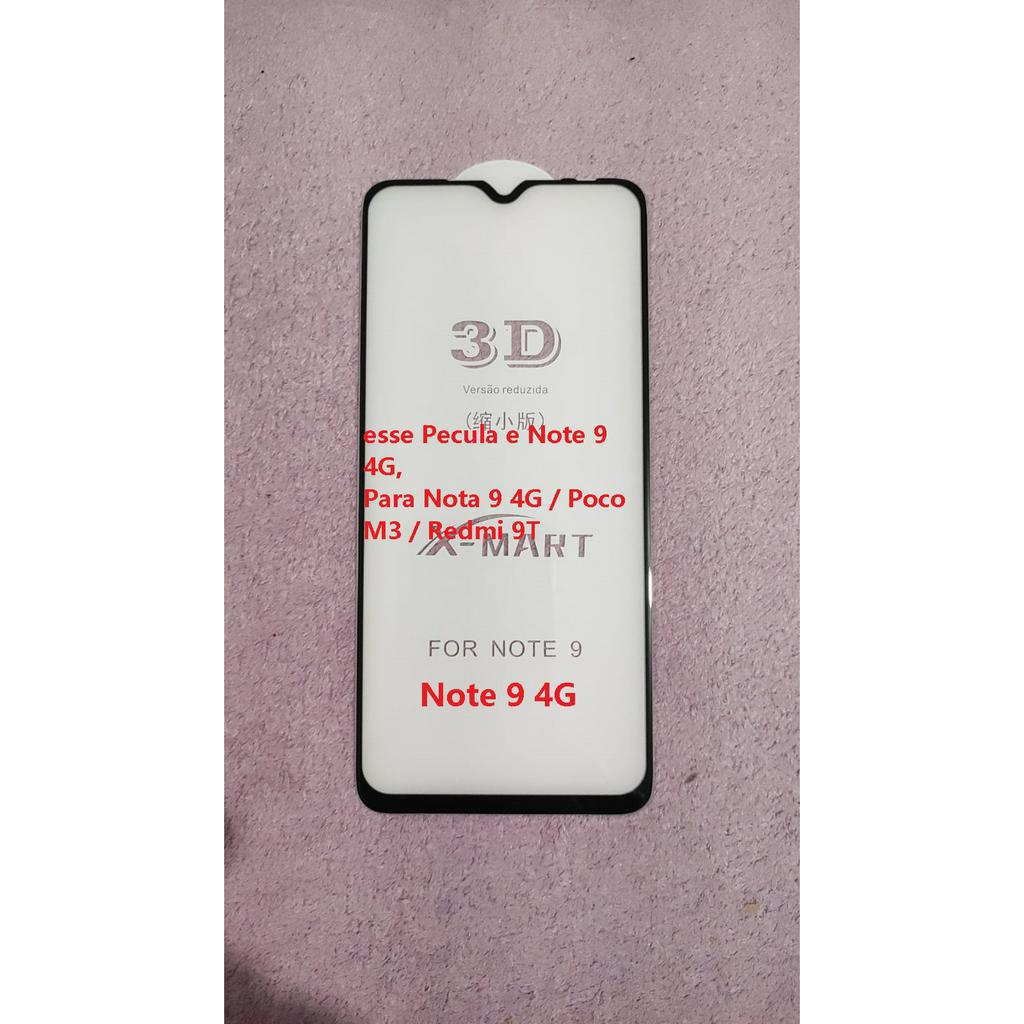 3D
Versão reduzida
(缩小版)
esse Pecula e Note 9
4G,
Para Nota 9 4G / Poco
M3 / Redmi 9T
X-MART
FOR NOTE 9
Note 9 4G